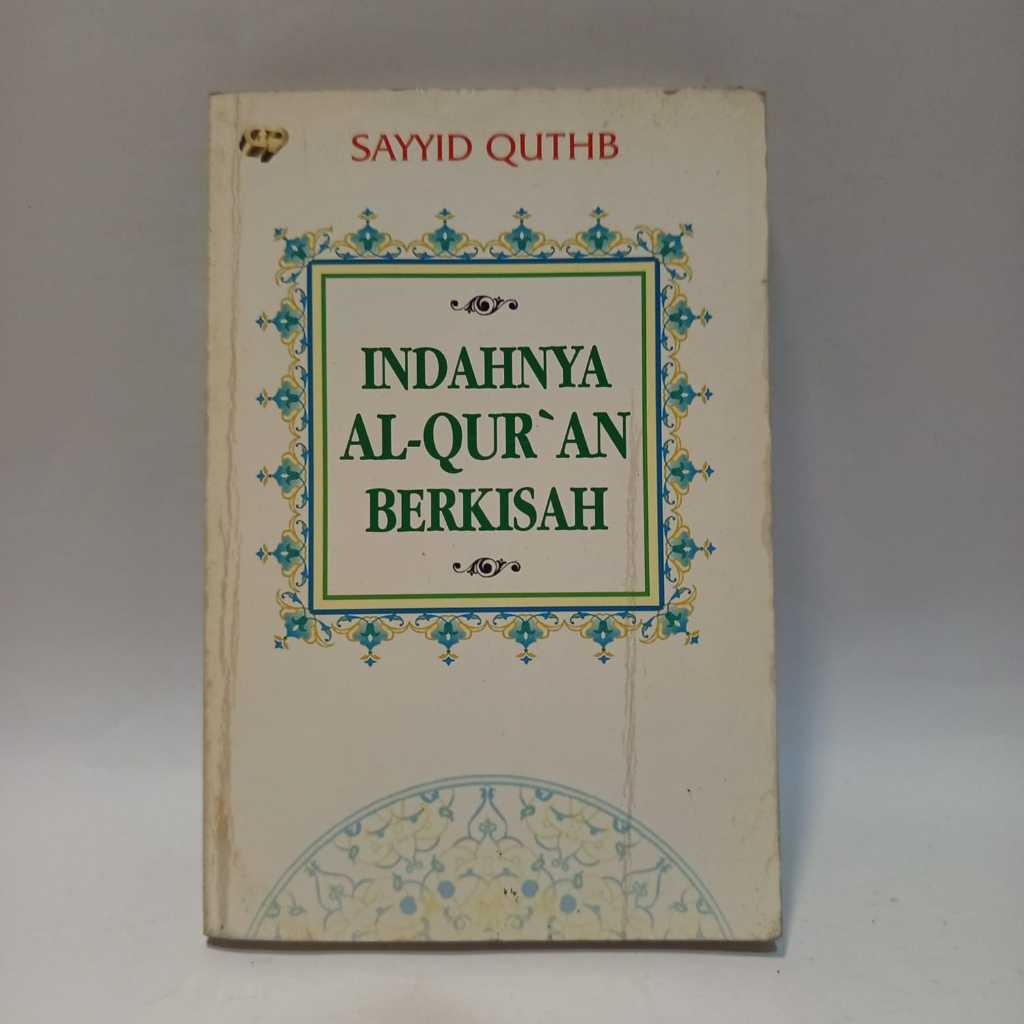 SAYYID QUTHB
INDAHNYA
AL-QUR`AN
BERKISAH